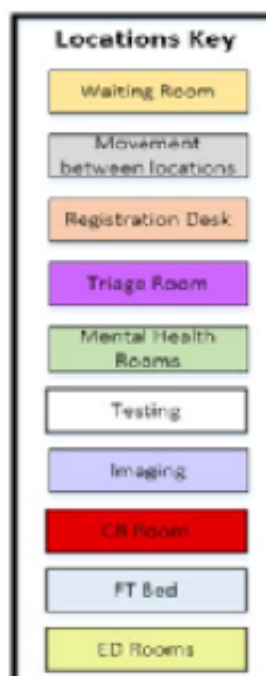 Locations Key
Waiting Room
Movement
between locations
Registration Desk
Triage Room
Mental Health
Rooms
Testing
Imaging
CR Room
FT Bed
ED Rooms